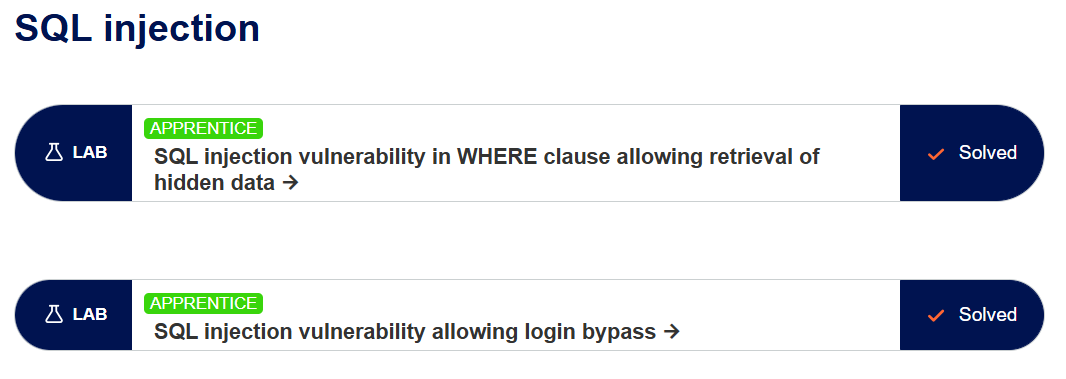 SQL injection
LAB
APPRENTICE
SQL injection vulnerability in WHERE clause allowing retrieval of
hidden data →
Solved
LAB
APPRENTICE
SQL injection vulnerability allowing login bypass →
Solved